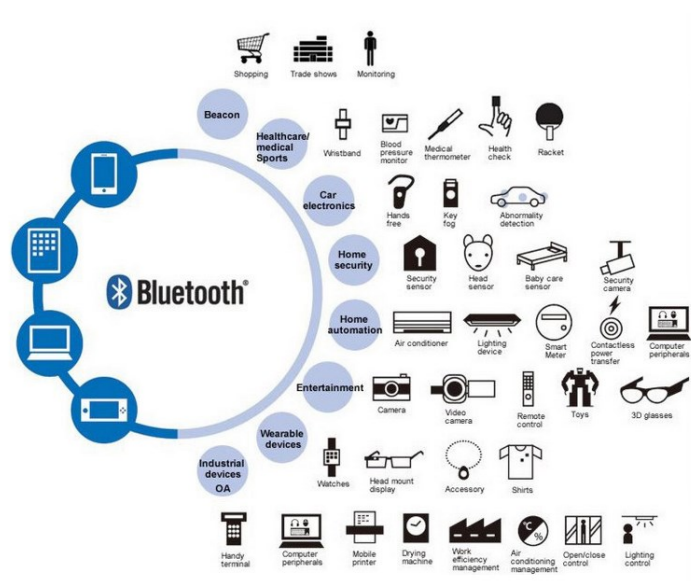 Shopping
Trade shows
Monitoring
Beacon
Healthcare/
medical
Sports
Wristband
Blood
pressure
monitor
Medical
thermometer
Health
check
Racket
Car
electronics
Hands
free
Key
fog
Abnormality
detection
Home
security
Security
sensor
Head
sensor
Baby care
sensor
Security
camera
Bluetooth®
Home
automation
Air conditioner
Lighting
device
Smart
Meter
Contactless
power
transfer
Computer
peripherals
Entertainment
Camera
Video
camera
Remote
control
Toys
3D glasses
Wearable
devices
Watches
Head mount
display
Accessory
Shirts
Industrial
devices
OA
Handy
terminal
Computer
peripherals
Mobile
printer
Drying
machine
Work
efficiency
management
°C
%
Air
conditioning
management
Open/close
control
Lighting
control